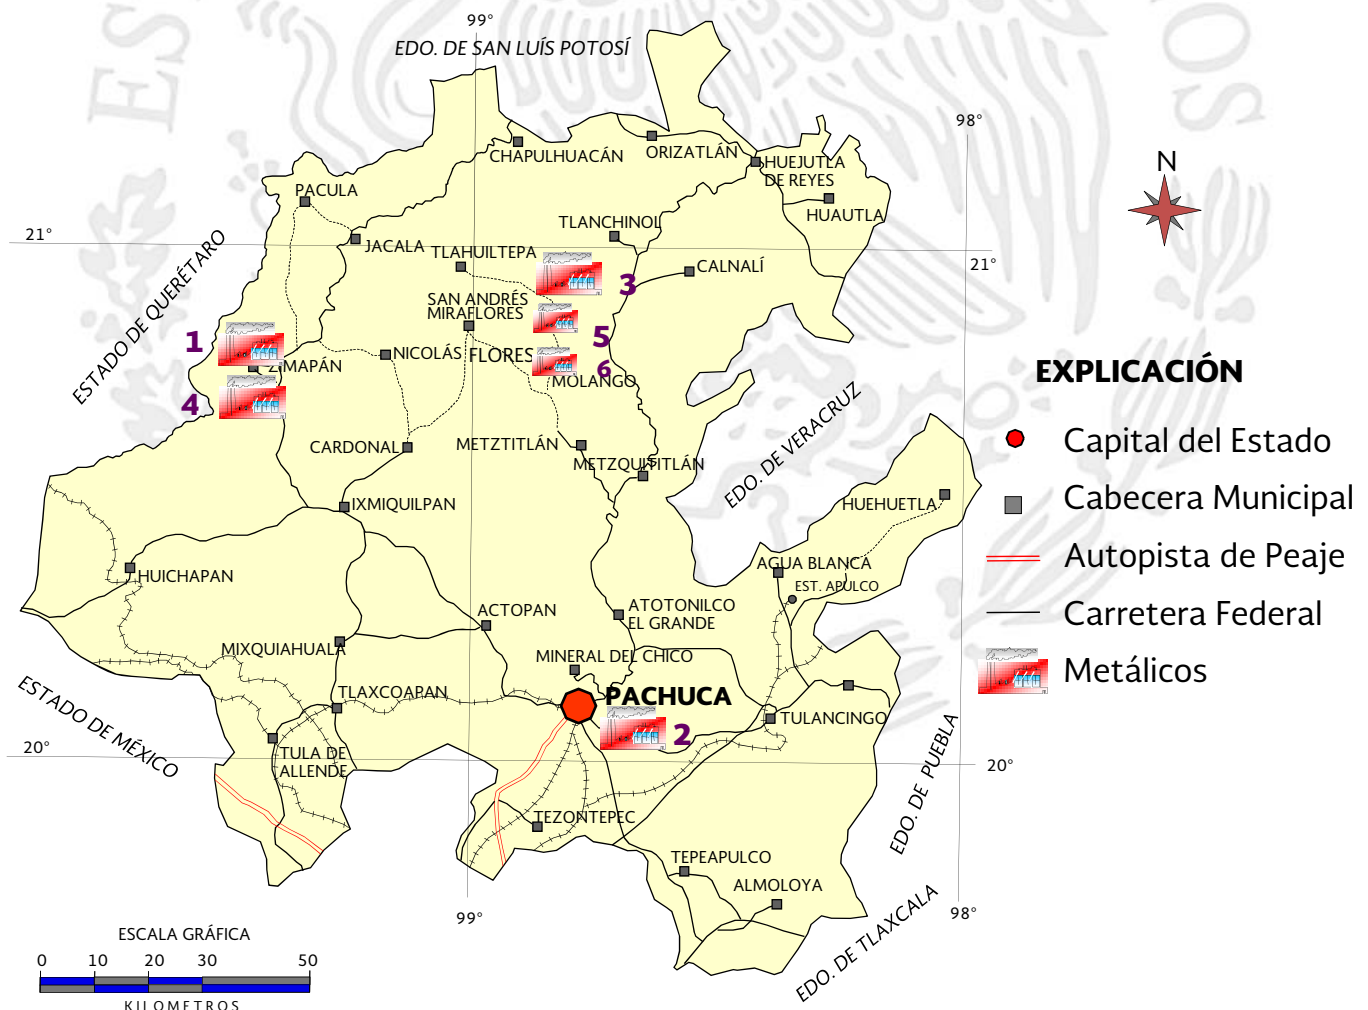 99°
EDO. DE SAN LUÍS POTOSÍ
98°
CHAPULHUACÁN
ORIZATLÁN
HUEJUTLA
DE REYES
N
PACULA
HUAUTLA
TLANCHINOL
21°
JACALA
TLAHUILTEPA
CALNALÍ
21°
ESTADO DE QUERÉTARO
3
SAN ANDRÉS
MIRAFLORES
1
5
NICOLÁS FLORES
ZIMAPÁN
6
MOLANGO
EXPLICACIÓN
4
Capital del Estado
CARDONAL
METZTITLÁN
METZQUITITLÁN
EDO. DE VERACRUZ
Cabecera Municipal
IXMIQUILPAN
HUEHUETLA
Autopista de Peaje
HUICHAPAN
AGUA BLANCA
EST. APULCO
ACTOPAN
ATOTONILCO
EL GRANDE
Carretera Federal
MIXQUIAHUALA
MINERAL DEL CHICO
Metálicos
TLAXCOAPAN
PACHUCA
2
TULANCINGO
ESTADO DE MÉXICO
20°
TULA DE
ALLENDE
20°
EDO. DE PUEBLA
TEZONTEPEC
TEPEAPULCO
ALMOLOYA
99°
98°
EDO. DE TLAXCALA
ESCALA GRÁFICA
0 10 20 30 50
KILOMETROS